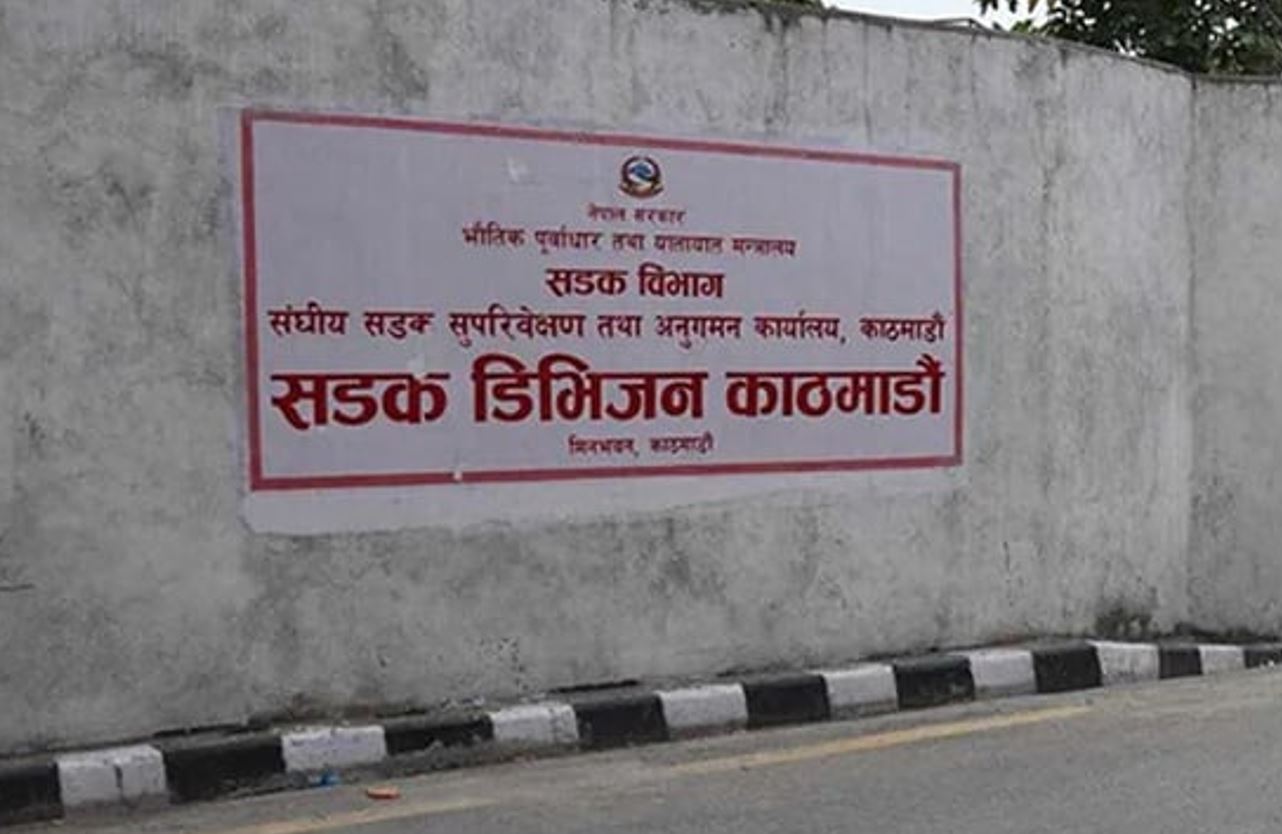 नेपाल सरकार
भौतिक पूर्वाधार तथा यातायात मन्त्रालय
सडक विभाग
संघीय सडक सुपरिवेक्षण तथा अनुगमन कार्यालय, काठमाडौं
सडक डिभिजन काठमाडौं
मिनभवन, काठमाडौं